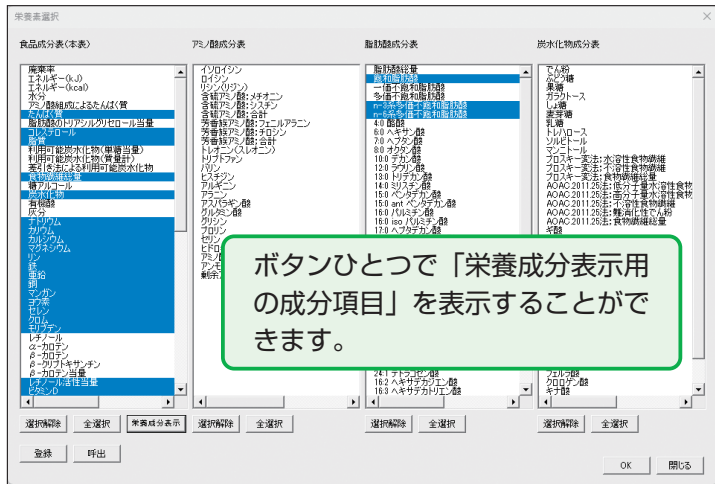 栄養素選択
食品成分表(本表)
廃棄率
エネルギー(kJ)
エネルギー(kcal)
水分
アミノ酸組成によるたんぱく質
たんぱく質
脂肪酸のトリアシルグリセロール当量
コレステロール
脂質
利用可能炭水化物(単糖当量)
利用可能炭水化物(質量計)
差引き法による利用可能炭水化物
食物繊維総量
糖アルコール
炭水化物
有機酸
灰分
ナトリウム
カリウム
カルシウム
マグネシウム
リン
鉄
亜鉛
銅
マンガン
ヨウ素
セレン
クロム
モリブデン
レチノール
α-カロテン
β-カロテン
β-クリプトキサンチン
β-カロテン当量
レチノール活性当量
ビタミンD
選択解除 全選択 栄養成分表示
登録 呼出
アミノ酸成分表
イソロイシン
ロイシン
リシン(リジン)
含硫アミノ酸:メチオニン
含硫アミノ酸:シスチン
含硫アミノ酸:合計
芳香族アミノ酸:フェニルアラニン
芳香族アミノ酸:チロシン
芳香族アミノ酸:合計
トレオニン(スレオニン)
トリプトファン
バリン
ヒスチジン
アルギニン
アラニン
アスパラギン酸
グルタミン酸
グリシン
プロリン
セリン
選択解除 全選択
脂肪酸成分表
脂肪酸総量
飽和脂肪酸
一価不飽和脂肪酸
多価不飽和脂肪酸
n-3系多価不飽和脂肪酸
n-6系多価不飽和脂肪酸
4:0 酪酸
6:0 ヘキサン酸
7:0 ヘプタン酸
8:0 オクタン酸
10:0 デカン酸
12:0 ラウリン酸
13:0 トリデカン酸
14:0 ミリスチン酸
15:0 ペンタデカン酸
15:0 ant ペンタデカン酸
16:0 パルミチン酸
16:0 iso パルミチン酸
17:0 ヘプタデカン酸
24:1 テトラコセン酸
16:2 ヘキサデカジエン酸
16:3 ヘキサデカトリエン酸
選択解除 全選択
炭水化物成分表
でん粉
ぶどう糖
果糖
ガラクトース
しょ糖
麦芽糖
乳糖
トレハロース
ソルビトール
マンニトール
プロスキー変法:水溶性食物繊維
プロスキー変法:不溶性食物繊維
プロスキー変法:食物繊維総量
AOAC.2011.25法:低分子量水溶性食物
AOAC.2011.25法:高分子量水溶性食物
AOAC.2011.25法:不溶性食物繊維
AOAC.2011.25法:難消化性でん粉
AOAC.2011.25法:食物繊維総量
ギ酸
フェルラ酸
クロロゲン酸
キナ酸
選択解除 全選択
ボタンひとつで「栄養成分表示用
の成分項目」を表示することがで
きます。
OK 閉じる